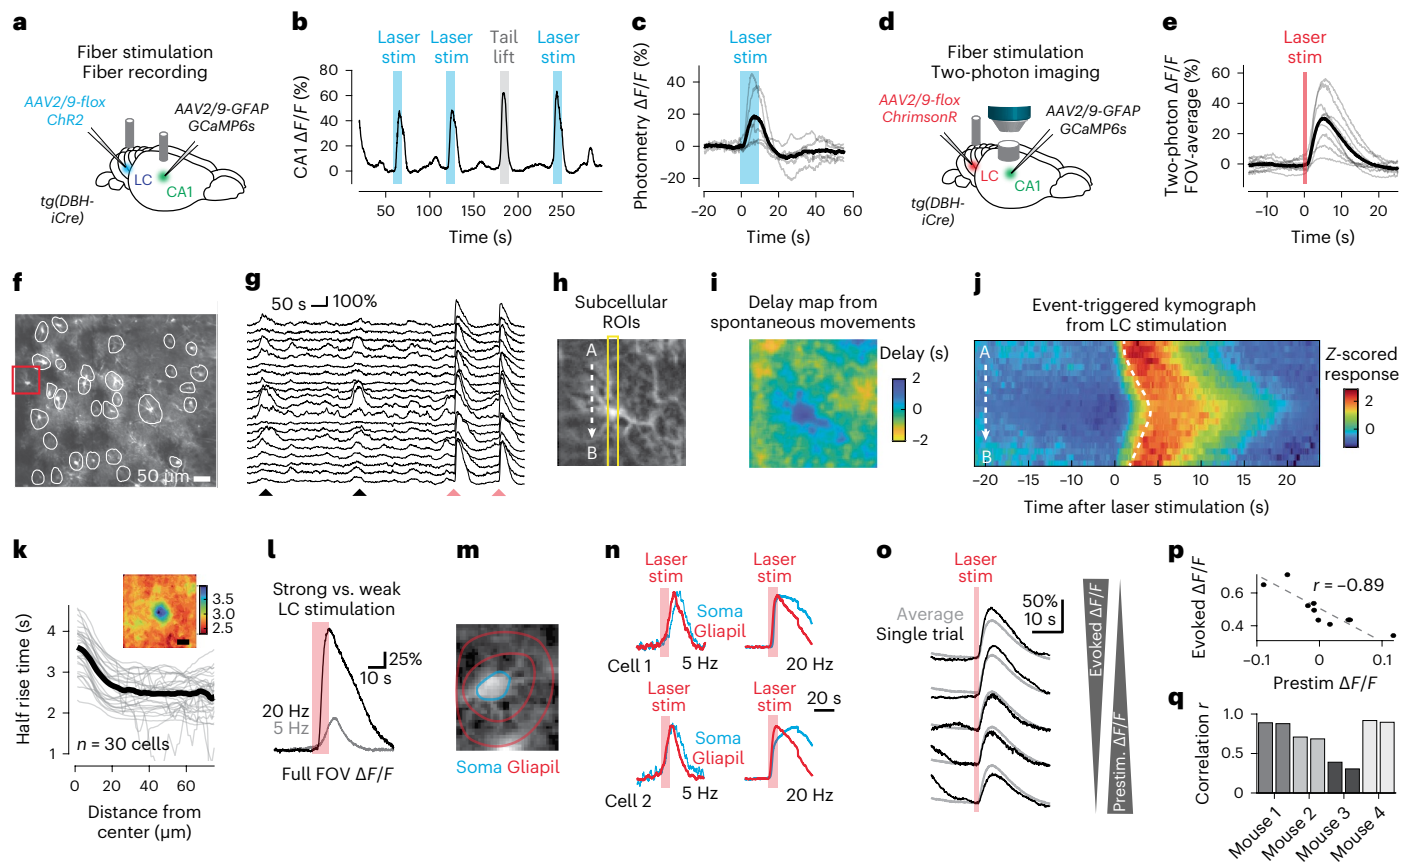 a
Fiber stimulation
Fiber recording
AAV2/9-flox
ChR2
AAV2/9-GFAP
GCaMP6s
LC
CA1
tg(DBH-
iCre)
b
Laser
stim
Laser
stim
Tail
lift
Laser
stim
CA1 ΔF/F (%)
80
60
40
20
0
50
100
150
200
250
Time (s)
c
Laser
stim
Photometry ΔF/F (%)
40
20
0
−20
−20
0
20
40
60
Time (s)
d
Fiber stimulation
Two-photon imaging
AAV2/9-flox
ChrimsonR
AAV2/9-GFAP
GCaMP6s
LC
CA1
tg(DBH-
iCre)
e
Laser
stim
Two-photon ΔF/F
FOV-average (%)
60
40
20
0
−10
0
10
20
Time (s)
f
50 µm
g
50 s
100%
h
Subcellular
ROIs
A
B
i
Delay map from
spontaneous movements
Delay (s)
2
0
−2
j
Event-triggered kymograph
from LC stimulation
A
B
−20
−15
−10
−5
0
5
10
15
20
Time after laser stimulation (s)
Z-scored
response
2
0
k
Half rise time (s)
4
3
2
1
3.5
3.0
2.5
n = 30 cells
0
20
40
60
Distance from
center (µm)
l
Strong vs. weak
LC stimulation
25%
10 s
20 Hz
5 Hz
Full FOV ΔF/F
m
Soma Gliapil
n
Laser
stim
Laser
stim
Soma
Gliapil
Cell 1
5 Hz
20 Hz
Laser
stim
Laser
stim
20 s
Soma
Gliapil
Cell 2
5 Hz
20 Hz
o
Laser
stim
Average
Single trial
50%
10 s
Evoked ΔF/F
Prestim. ΔF/F
p
Evoked ΔF/F
0.6
0.4
r = −0.89
−0.1
0
0.1
Prestim ΔF/F
q
Correlation r
1.0
0.5
0
Mouse 1
Mouse 2
Mouse 3
Mouse 4